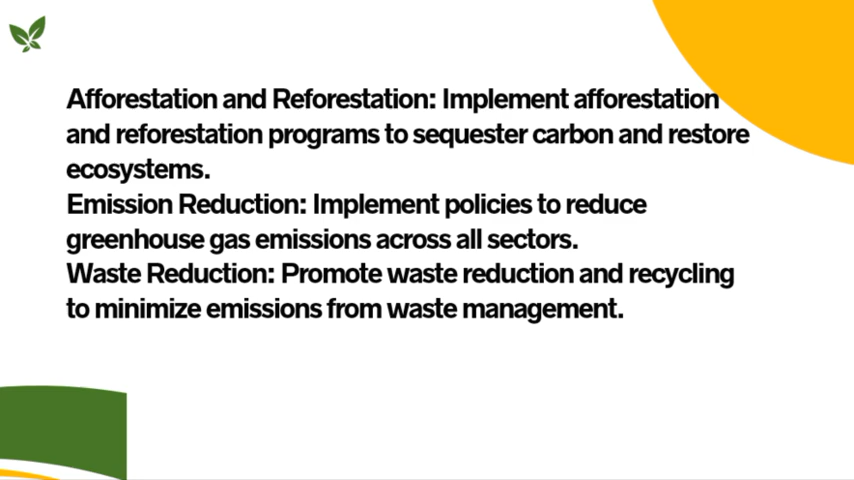 Afforestation and Reforestation: Implement afforestation
and reforestation programs to sequester carbon and restore
ecosystems.
Emission Reduction: Implement policies to reduce
greenhouse gas emissions across all sectors.
Waste Reduction: Promote waste reduction and recycling
to minimize emissions from waste management.